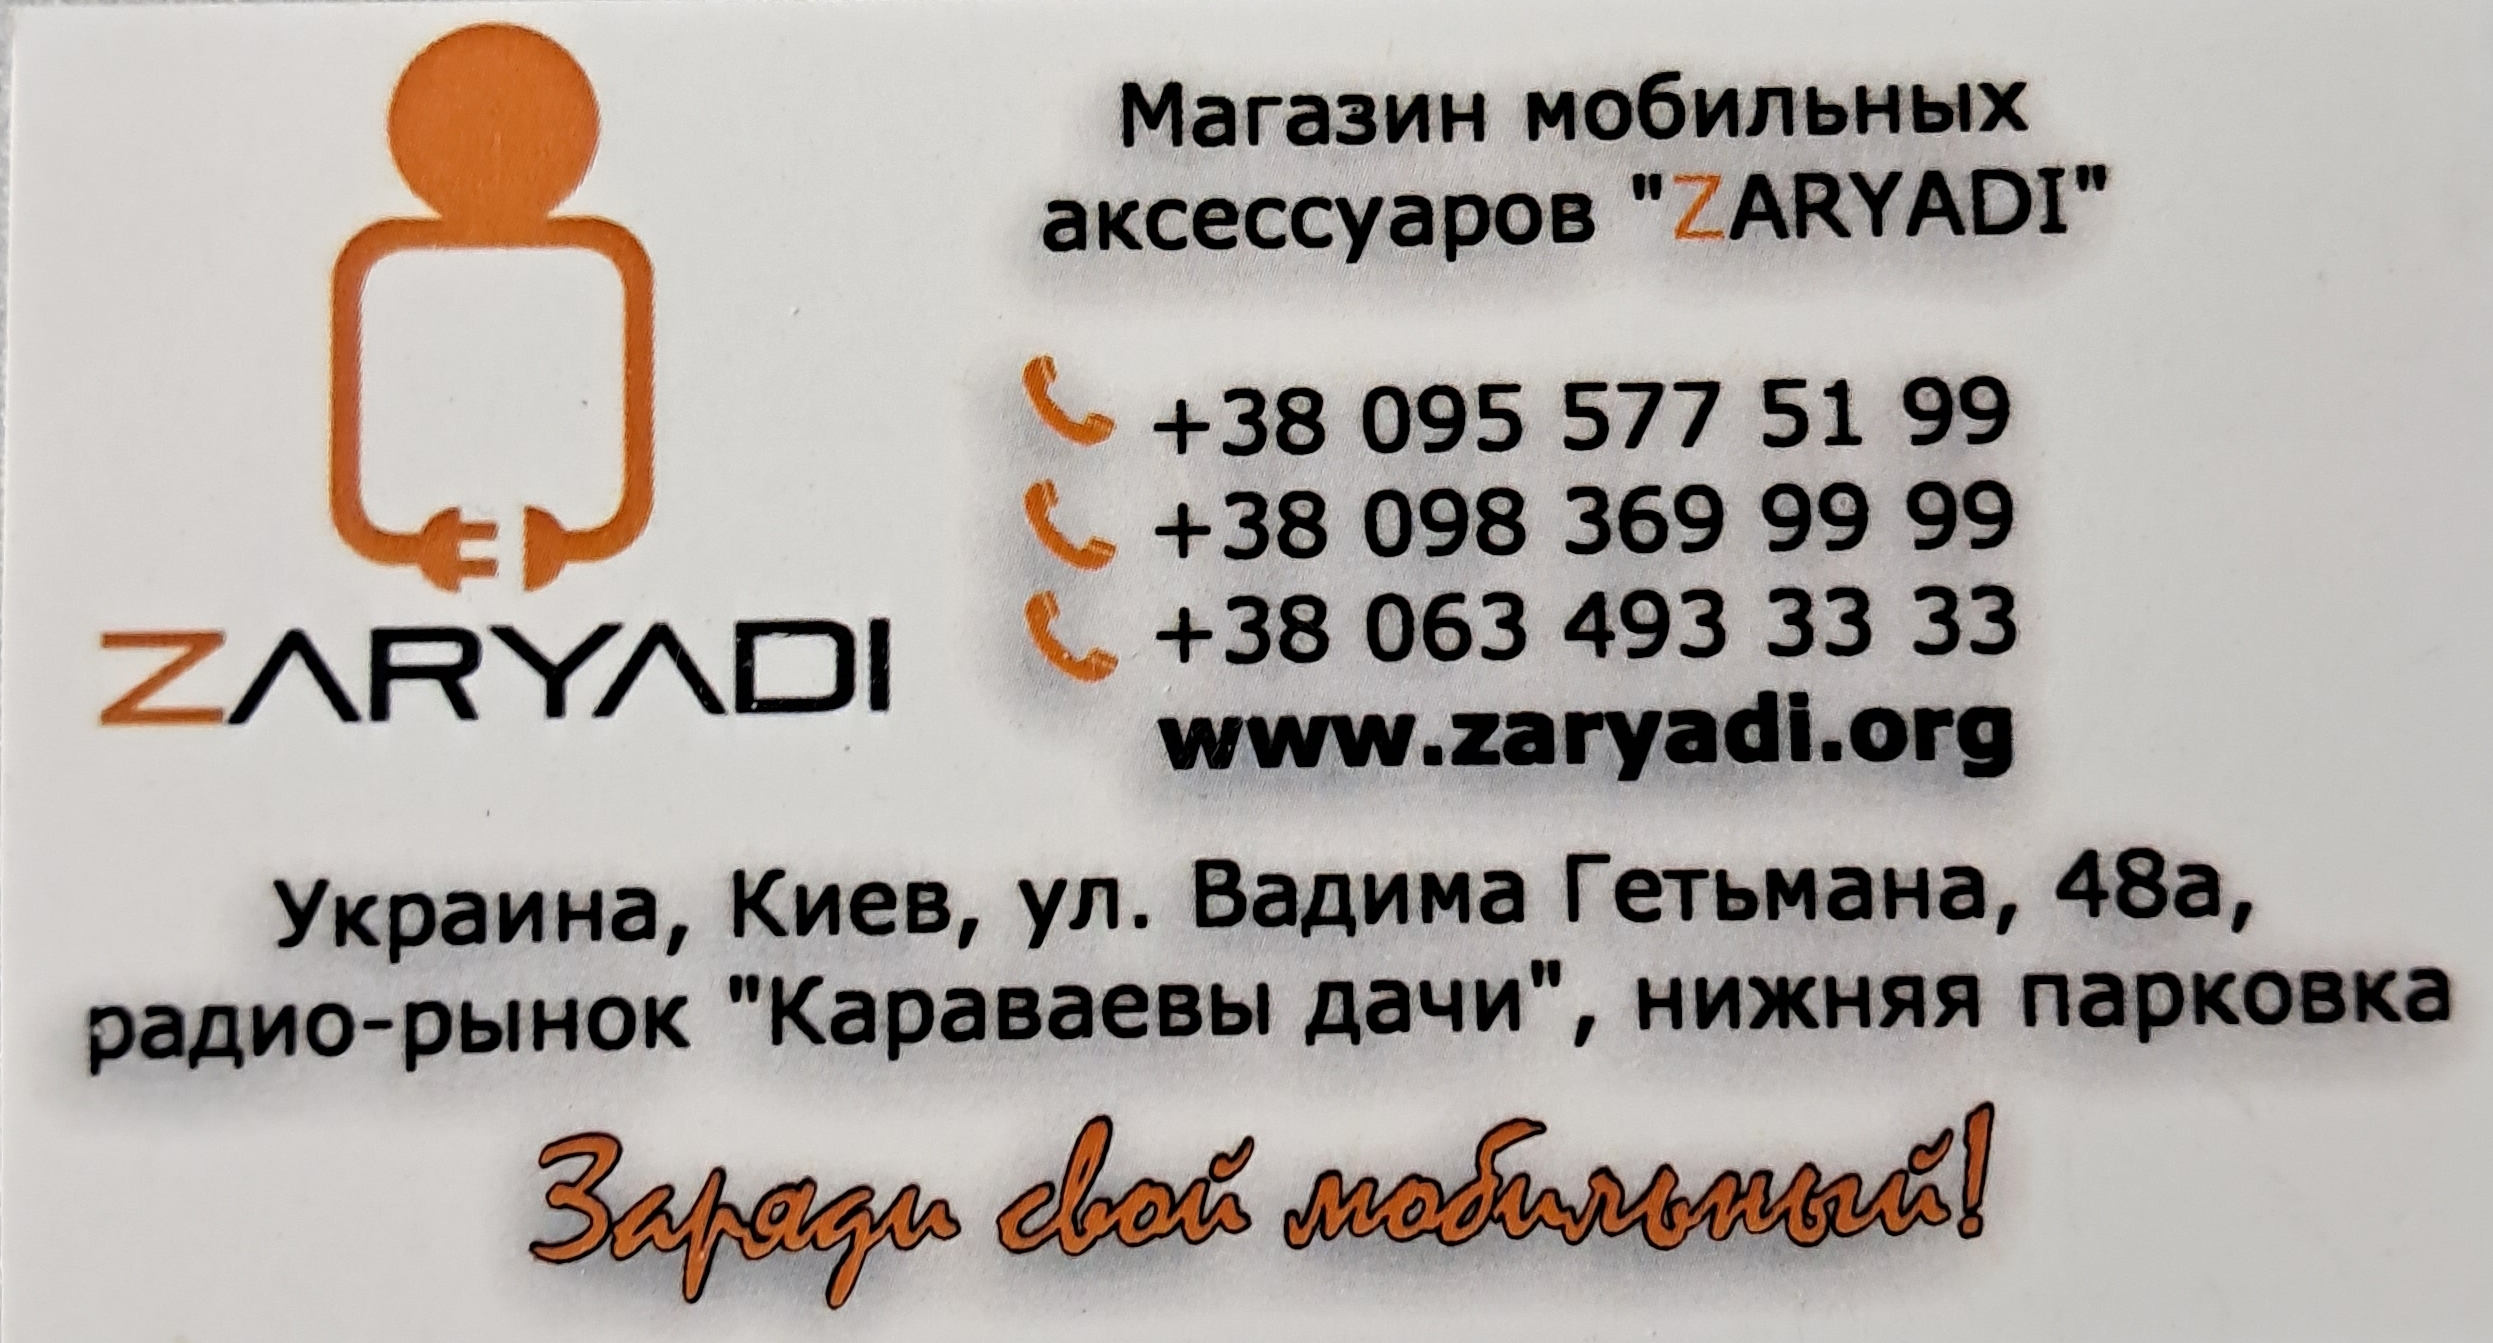 ZARYADI
Магазин мобильных
аксессуаров "ZARYADI"
+38 095 577 51 99
+38 098 369 99 99
+38 063 493 33 33
www.zaryadi.org
Украина, Киев, ул. Вадима Гетьмана, 48а,
радио-рынок "Караваевы дачи", нижняя парковка
Заряди свой мобильный!